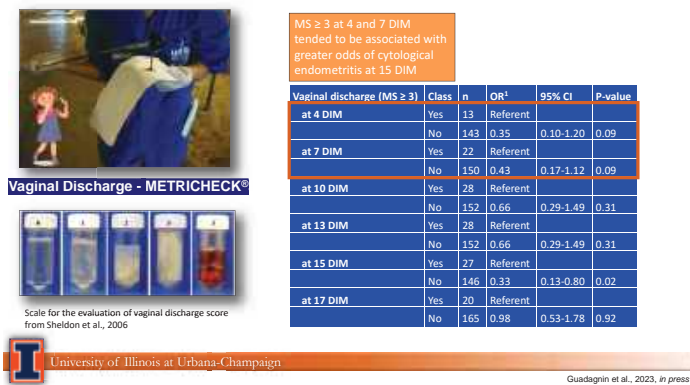 MS ≥ 3 at 4 and 7 DIM
tended to be associated with
greater odds of cytological
endometritis at 15 DIM
Vaginal discharge (MS ≥ 3) Class n OR¹ 95% CI P-value
at 4 DIM Yes 13 Referent
No 143 0.35 0.10-1.20 0.09
at 7 DIM Yes 22 Referent
No 150 0.43 0.17-1.12 0.09
at 10 DIM Yes 28 Referent
No 152 0.66 0.29-1.49 0.31
at 13 DIM Yes 28 Referent
No 152 0.66 0.29-1.49 0.31
at 15 DIM Yes 27 Referent
No 146 0.33 0.13-0.80 0.02
at 17 DIM Yes 20 Referent
No 165 0.98 0.53-1.78 0.92
Vaginal Discharge - METRICHECK®
Scale for the evaluation of vaginal discharge score
from Sheldon et al., 2006
University of Illinois at Urbana-Champaign
Guadagnin et al., 2023, in press